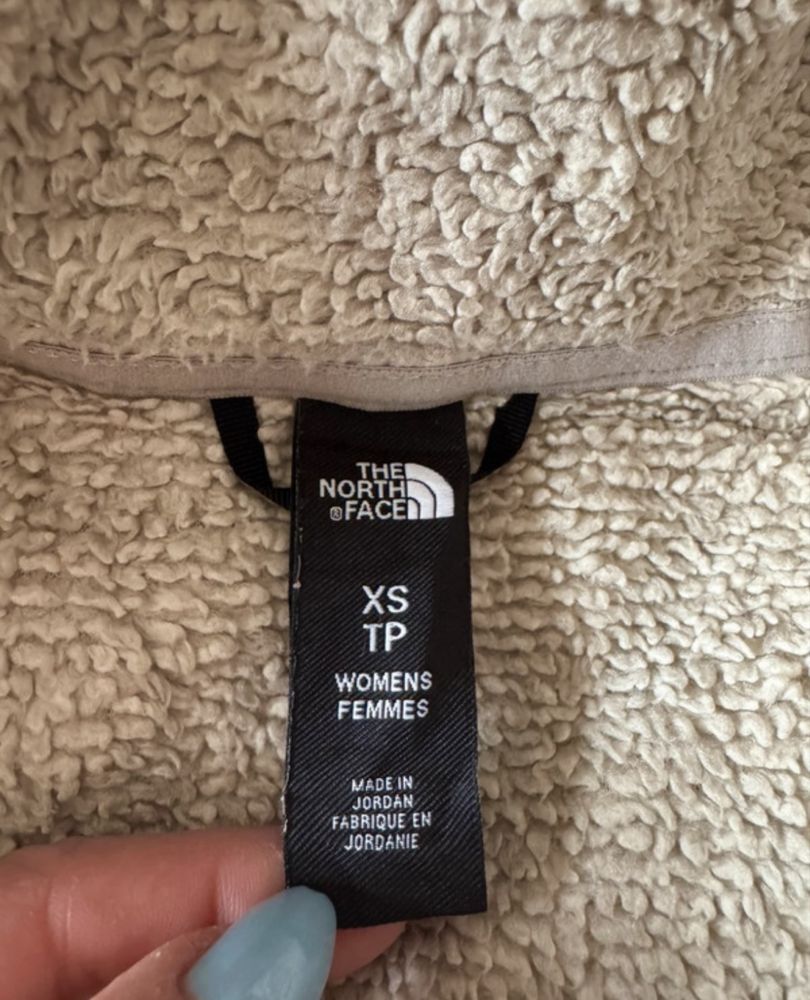 THE
NORTH
® FACE
XS
TP
WOMENS
FEMMES
MADE IN
JORDAN
FABRIQUE EN
JORDANIE